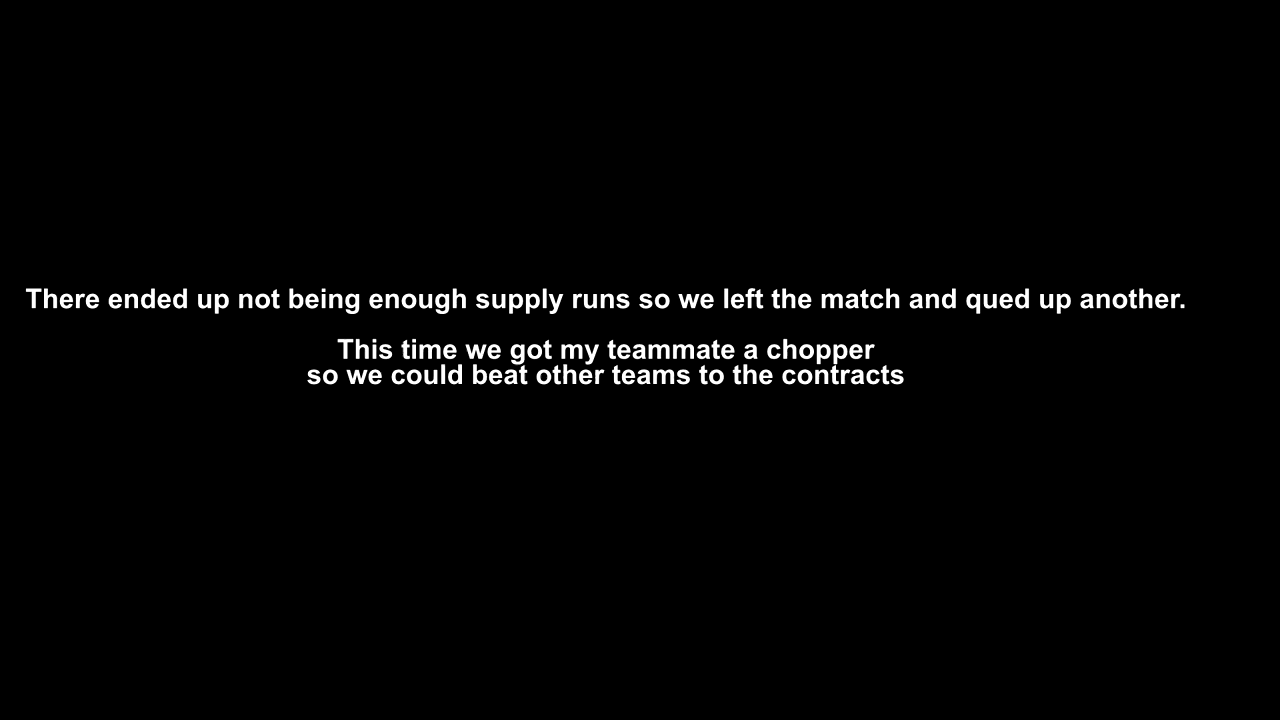 There ended up not being enough supply runs so we left the match and qued up another.
This time we got my teammate a chopper
so we could beat other teams to the contracts